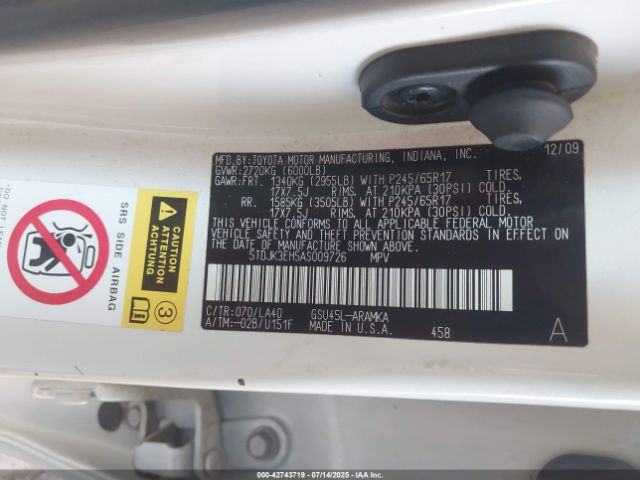 MFD.BY:TOYOTA MOTOR MANUFACTURING, INDIANA, INC. 12/09
GVWR:2720KG (6000LB)
GAWR:FRT. 1340KG (2955LB) WITH P245/65R17 TIRES,
17X7.5J RIMS, AT 210KPA (30PSI) COLD.
RR. 1585KG (3505LB) WITH P245/65R17 TIRES,
17X7.5J RIMS, AT 210KPA (30PSI) COLD.
THIS VEHICLE CONFORMS TO ALL APPLICABLE FEDERAL MOTOR
VEHICLE SAFETY AND THEFT PREVENTION STANDARDS IN EFFECT ON
THE DATE OF MANUFACTURE SHOWN ABOVE.
5TDJK3EH5AS009726 MPV
C/TR:070/LA40 GSU45L-ARAMKA
A/TM:-02B/U151F MADE IN U.S.A. 458 A
SRS SIDE AIRBAG
CAUTION
ATTENTION
ACHTUNG
3
000-42743719 - 07/14/2025 - COPYRIGHT IAA, LLC